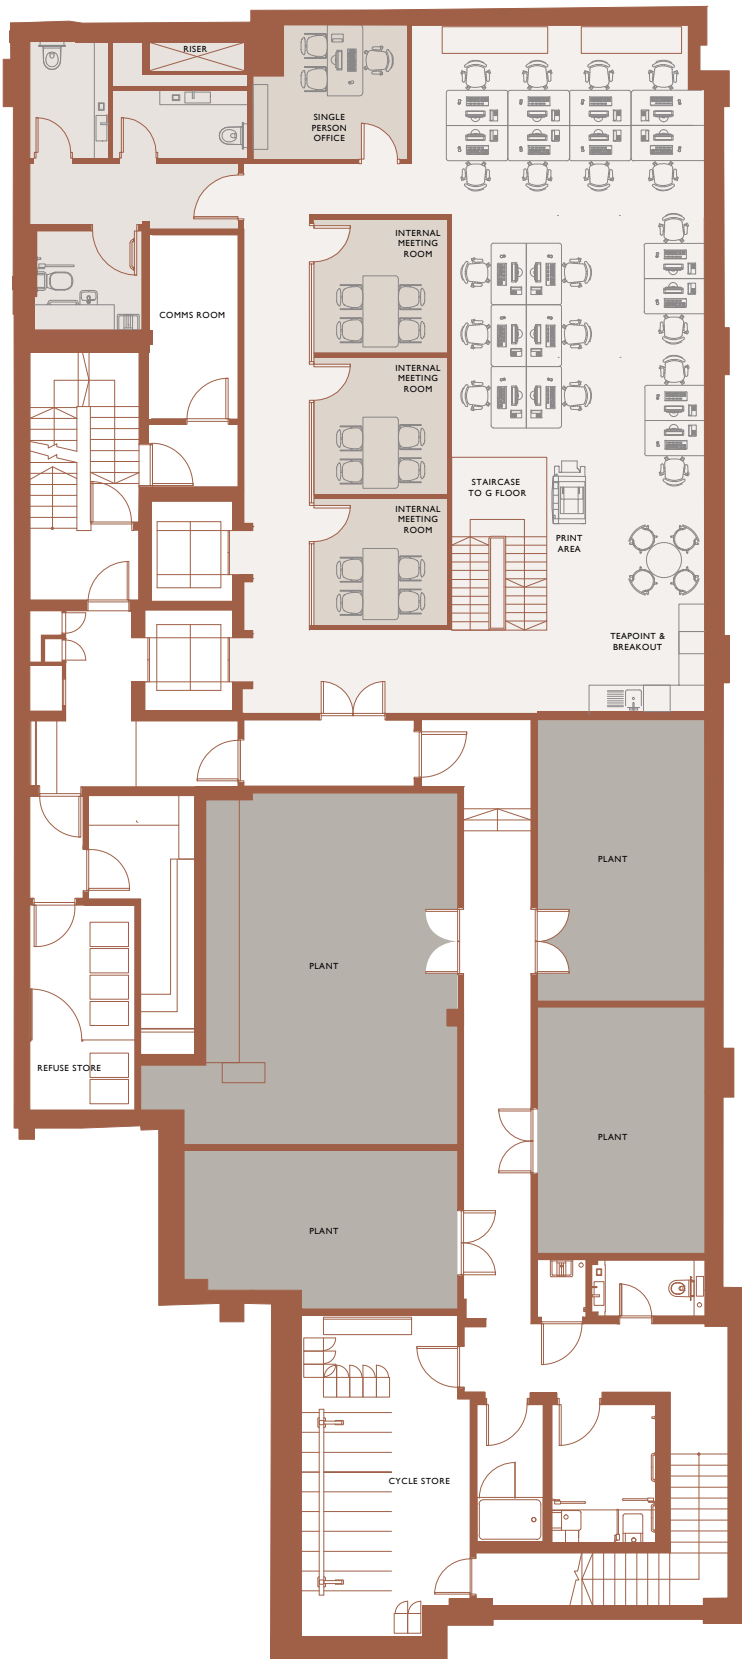 RISER
SINGLE
PERSON
OFFICE
INTERNAL
MEETING
ROOM
COMMS ROOM
INTERNAL
MEETING
ROOM
STAIRCASE
TO G FLOOR
INTERNAL
MEETING
ROOM
PRINT
AREA
TEAPOINT &
BREAKOUT
PLANT
PLANT
REFUSE STORE
PLANT
PLANT
CYCLE STORE